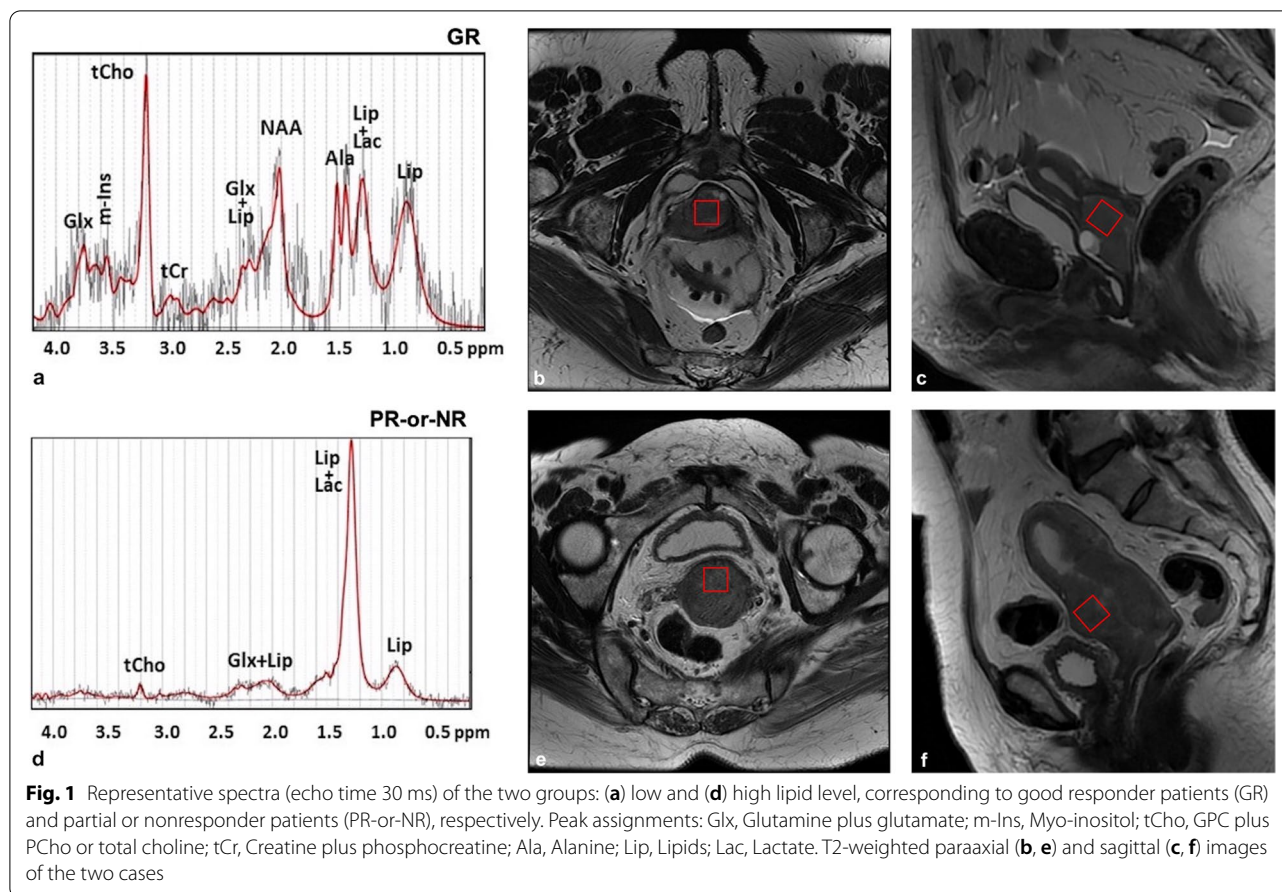 GR
tCho
NAA
Lip
+
Lac
Ala
Lip
Glx
+
Lip
m-Ins
Glx
tCr
4.0 3.5 3.0 2.5 2.0 1.5 1.0 0.5 ppm
a
b
c
PR-or-NR
Lip
+
Lac
tCho
Glx+Lip
Lip
4.0 3.5 3.0 2.5 2.0 1.5 1.0 0.5 ppm
d
e
f
Fig. 1 Representative spectra (echo time 30 ms) of the two groups: (a) low and (d) high lipid level, corresponding to good responder patients (GR)
and partial or nonresponder patients (PR-or-NR), respectively. Peak assignments: Glx, Glutamine plus glutamate; m-Ins, Myo-inositol; tCho, GPC plus
PCho or total choline; tCr, Creatine plus phosphocreatine; Ala, Alanine; Lip, Lipids; Lac, Lactate. T2-weighted paraaxial (b, e) and sagittal (c, f) images
of the two cases